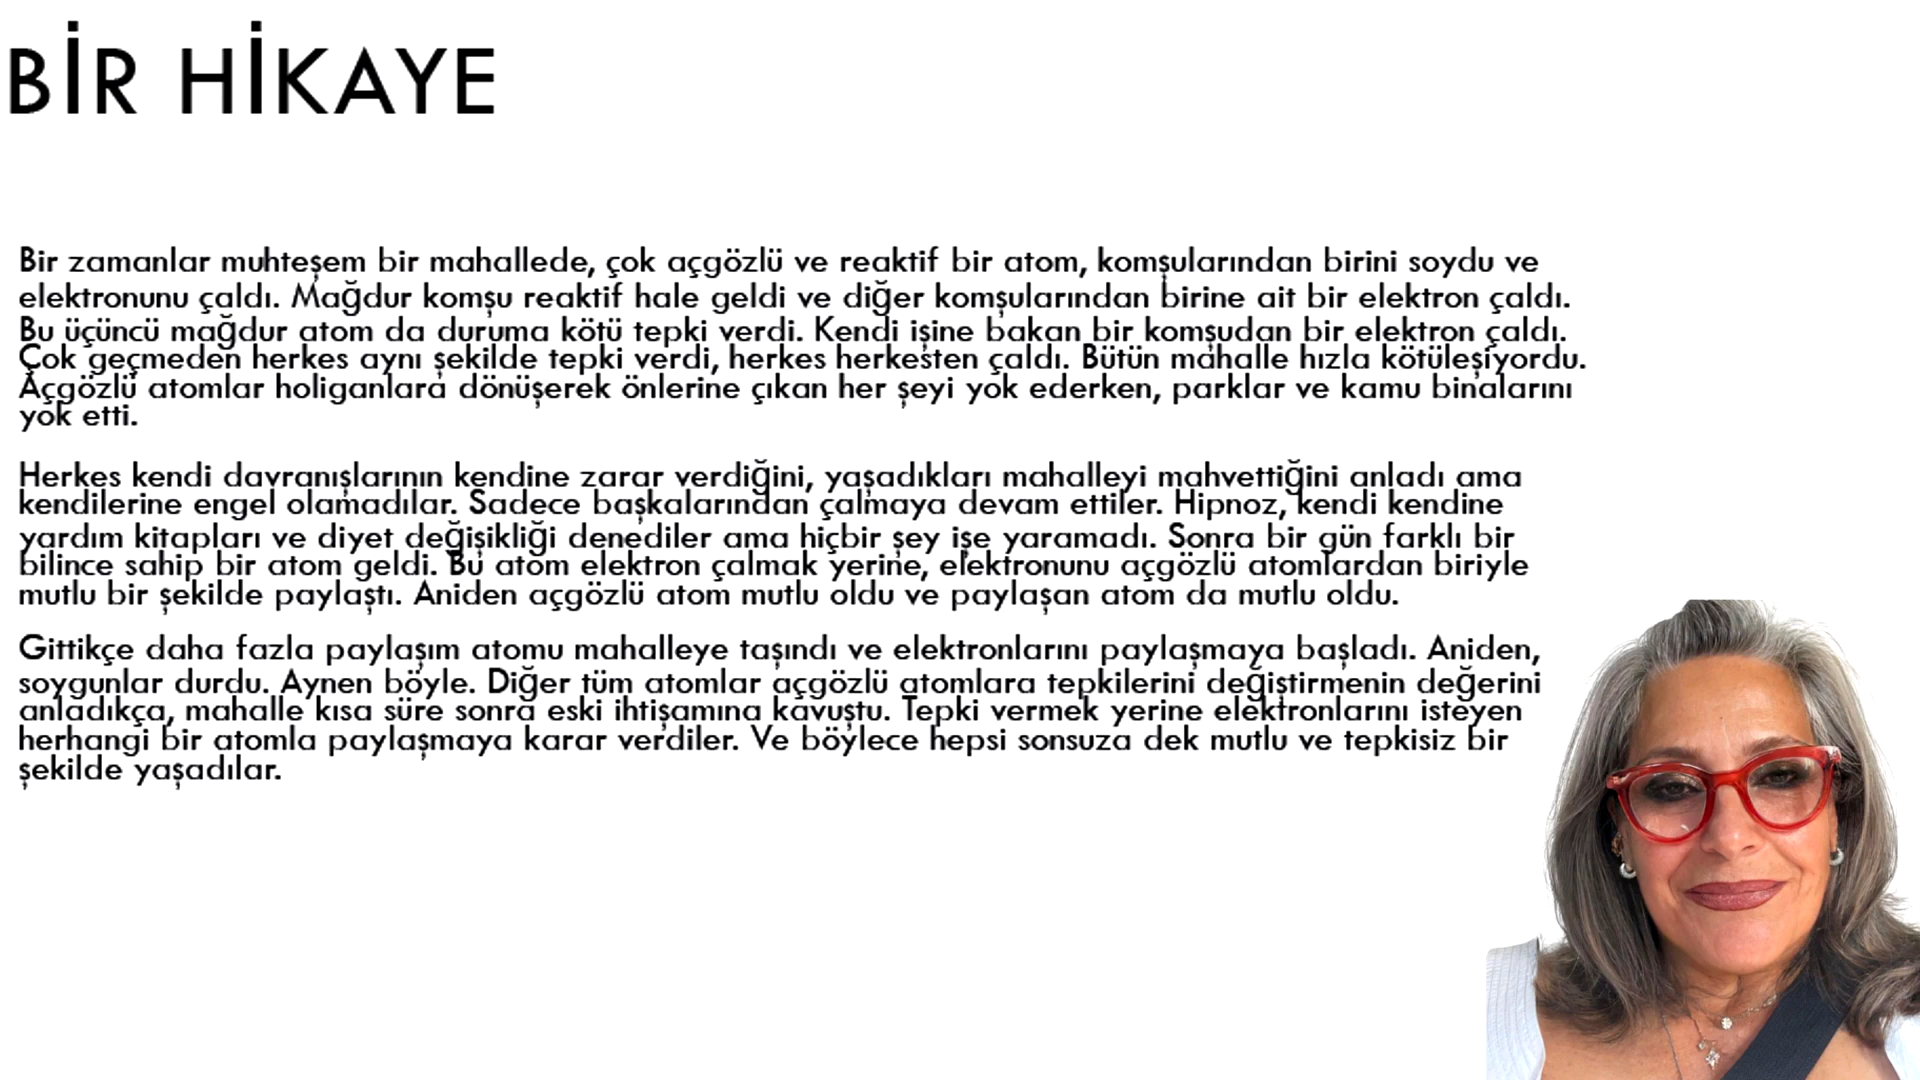 BİR HİKAYE
Bir zamanlar muhteşem bir mahallede, çok açgözlü ve reaktif bir atom, komşularından birini soydu ve
elektronunu çaldı. Mağdur komşu reaktif hale geldi ve diğer komşularından birine ait bir elektron çaldı.
Bu üçüncü mağdur atom da duruma kötü tepki verdi. Kendi işine bakan bir komşudan bir elektron çaldı.
Çok geçmeden herkes aynı şekilde tepki verdi, herkes herkesten çaldı. Bütün mahalle hızla kötüleşiyordu.
Açgözlü atomlar holiganlara dönüşerek önlerine çıkan her şeyi yok ederken, parklar ve kamu binalarını
yok etti.
Herkes kendi davranışlarının kendine zarar verdiğini, yaşadıkları mahalleyi mahvettiğini anladı ama
kendilerine engel olamadılar. Sadece başkalarından çalmaya devam ettiler. Hipnoz, kendi kendine
yardım kitapları ve diyet değişikliği denediler ama hiçbir şey işe yaramadı. Sonra bir gün farklı bir
bilince sahip bir atom geldi. Bu atom elektron çalmak yerine, elektronunu açgözlü atomlardan biriyle
mutlu bir şekilde paylaştı. Aniden açgözlü atom mutlu oldu ve paylaşan atom da mutlu oldu.
Gittikçe daha fazla paylaşım atomu mahalleye taşındı ve elektronlarını paylaşmaya başladı. Aniden,
soygunlar durdu. Aynen böyle. Diğer tüm atomlar açgözlü atomlara tepkilerini değiştirmenin değerini
anladıkça, mahalle kısa süre sonra eski ihtişamına kavuştu. Tepki vermek yerine elektronlarını isteyen
herhangi bir atomla paylaşmaya karar verdiler. Ve böylece hepsi sonsuza dek mutlu ve tepkisiz bir
şekilde yaşadılar.